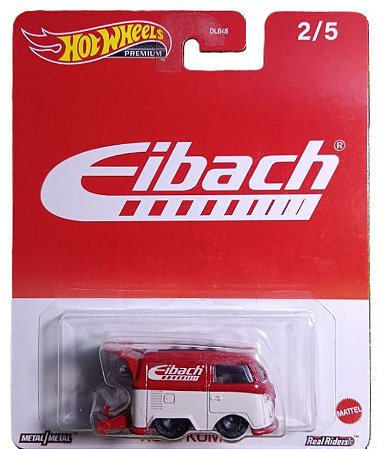 HOT WHEELS
PREMIUM
DLB45
2/5
Eibach®
Eibach
METAL/METAL
MATTEL
Real Riders